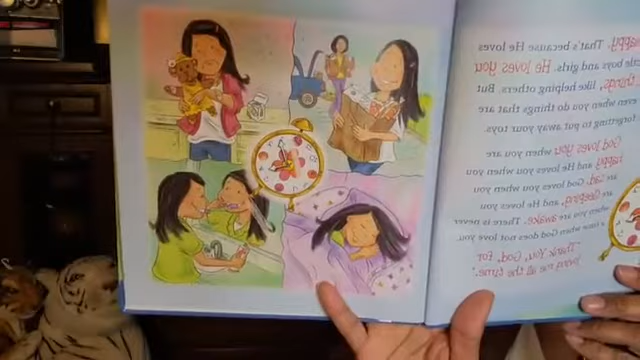 happy. That's because He loves
little boys and girls. He loves you
things, like helping others. But
even when you do things that are
forgetting to put away your toys.
God loves you when you are
happy and He loves you when you
are sad. God loves you when you
are sleeping, and He loves you
when you are awake. There is never
a time when God does not love you.
"Thank You, God, for
loving me all the time."